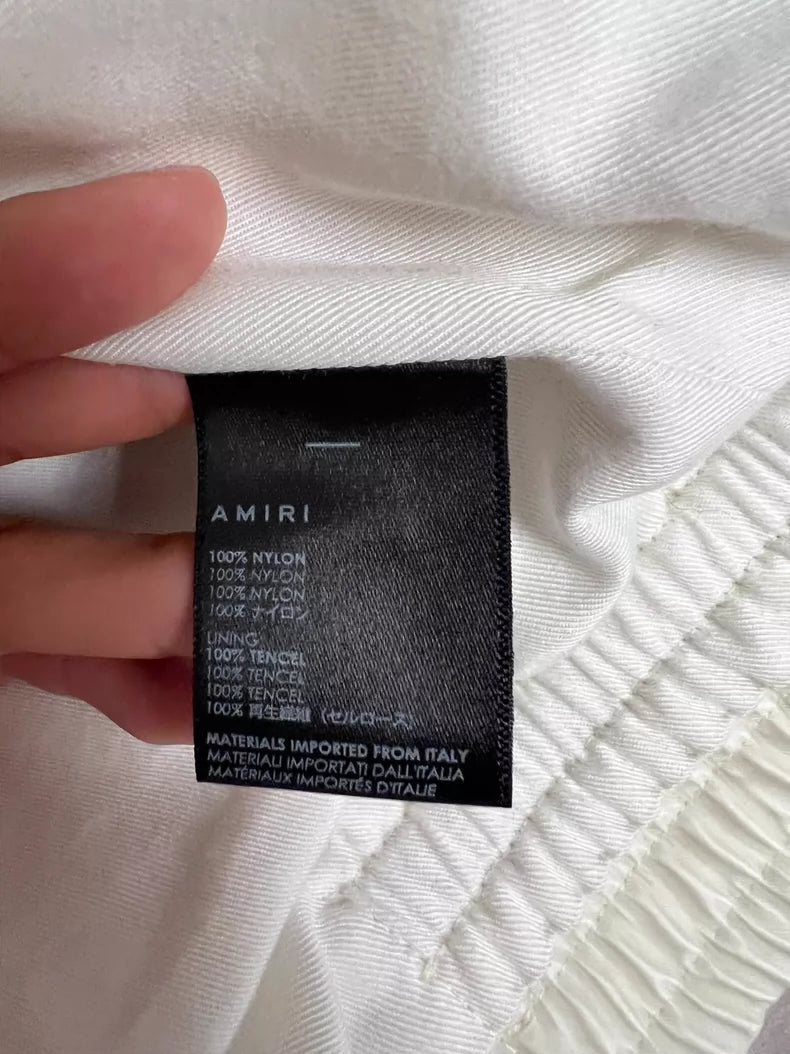 AMIRI
100% NYLON
100% NYLON
100% NYLON
100% ナイロン
LINING
100% TENCEL
100% TENCEL
100% TENCEL
100% 再生繊維 (セルロース)
MATERIALS IMPORTED FROM ITALY
MATERIALI IMPORTATI DALL'ITALIA
MATÉRIAUX IMPORTÉS D'ITALIE